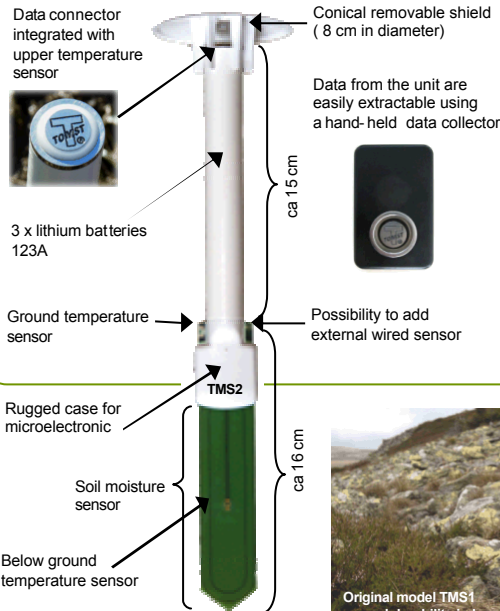 Data connector
integrated with
upper temperature
sensor
Conical removable shield
( 8 cm in diameter)
TOMST
Data from the unit are
easily extractable using
a hand-held data collector
ca 15 cm
3 x lithium batteries
123A
Ground temperature
sensor
Possibility to add
external wired sensor
TMS2
Rugged case for
microelectronic
ca 16 cm
Soil moisture
sensor
Below ground
temperature sensor
Original model TMS1